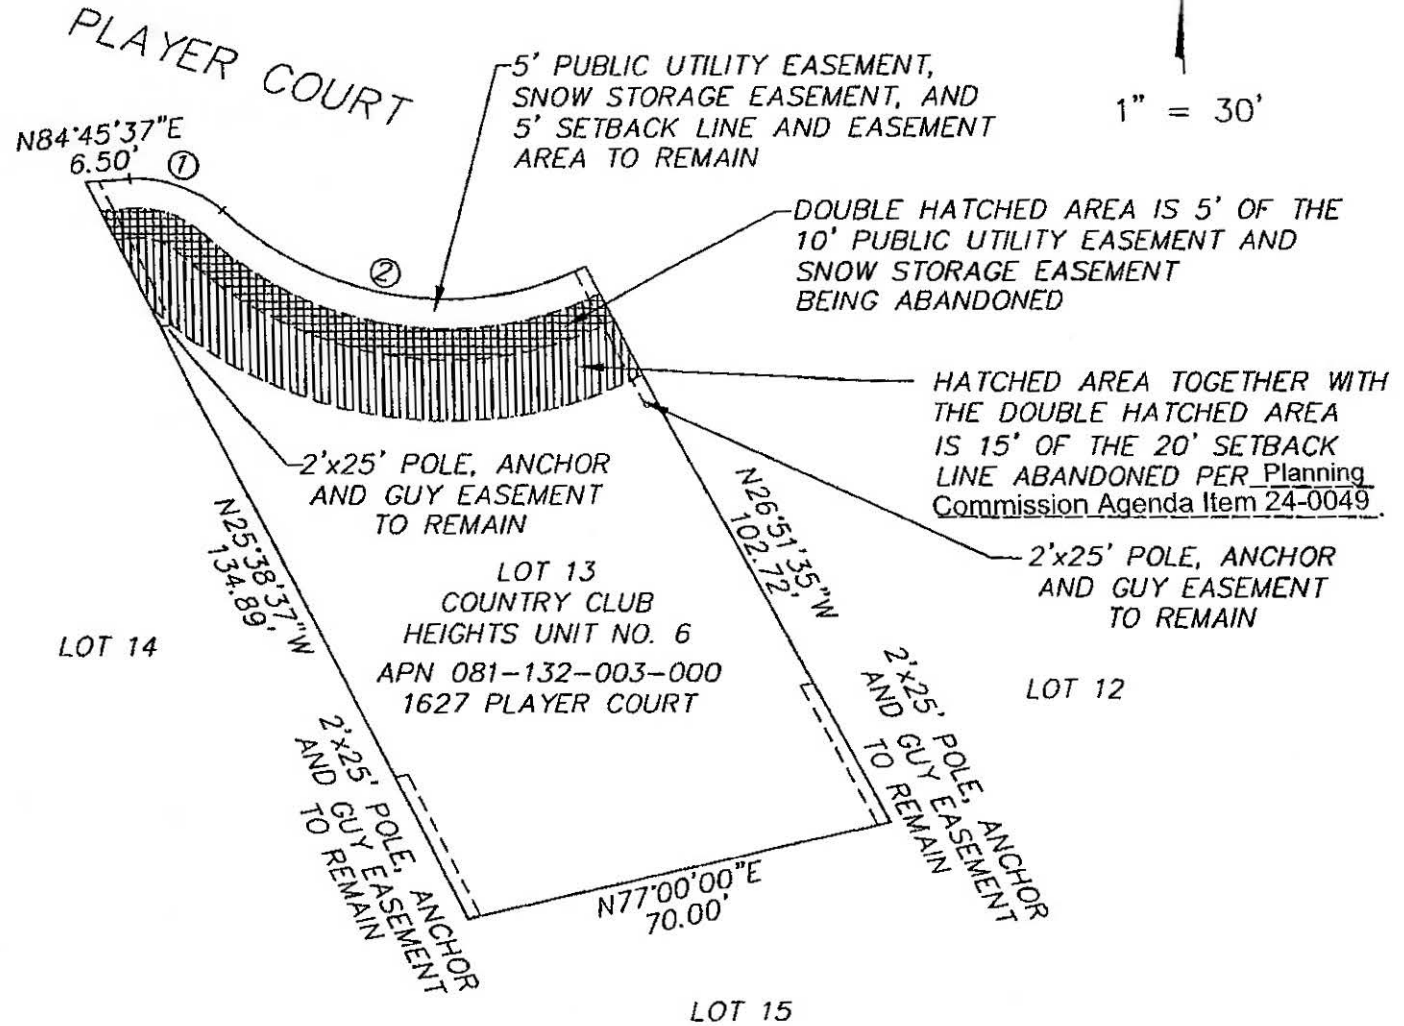 PLAYER COURT
5' PUBLIC UTILITY EASEMENT,
SNOW STORAGE EASEMENT, AND
5' SETBACK LINE AND EASEMENT
AREA TO REMAIN
1" = 30'
N84°45'37"E
6.50'
1
2
DOUBLE HATCHED AREA IS 5' OF THE
10' PUBLIC UTILITY EASEMENT AND
SNOW STORAGE EASEMENT
BEING ABANDONED
HATCHED AREA TOGETHER WITH
THE DOUBLE HATCHED AREA
IS 15' OF THE 20' SETBACK
LINE ABANDONED PER Planning
Commission Agenda Item 24-0049.
2'x25' POLE, ANCHOR
AND GUY EASEMENT
TO REMAIN
N25°38'37"W
134.89'
N26°51'35"W
102.72'
2'x25' POLE, ANCHOR
AND GUY EASEMENT
TO REMAIN
LOT 13
COUNTRY CLUB
HEIGHTS UNIT NO. 6
APN 081-132-003-000
1627 PLAYER COURT
LOT 14
LOT 12
2'x25' POLE, ANCHOR
AND GUY EASEMENT
TO REMAIN
2'x25' POLE, ANCHOR
AND GUY EASEMENT
TO REMAIN
N77°00'00"E
70.00'
LOT 15